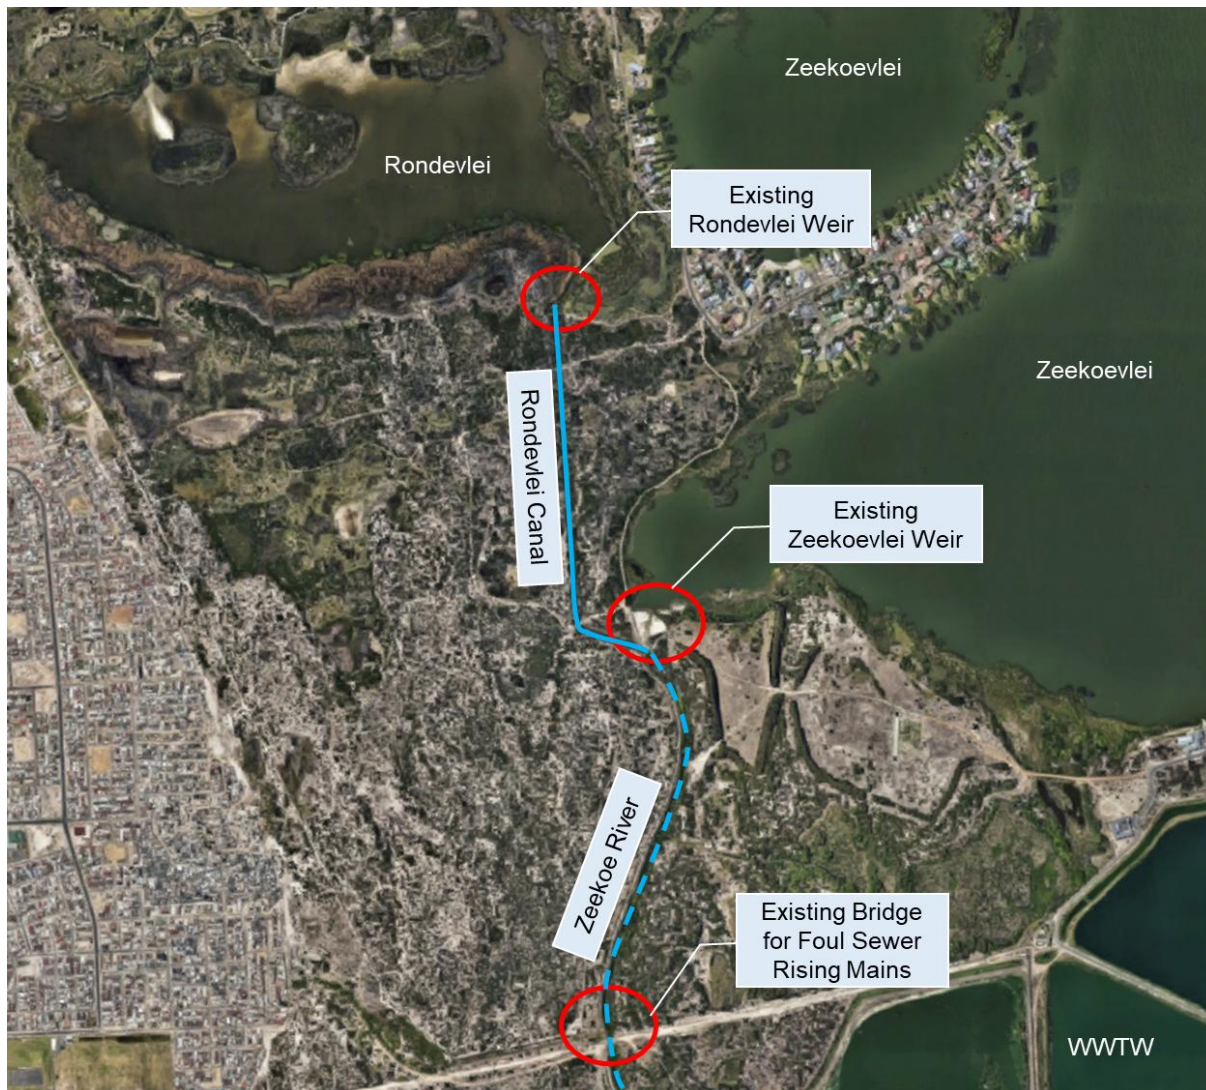 Zeekoevlei
Rondevlei
Existing
Rondevlei Weir
Zeekoevlei
Rondevlei Canal
Existing
Zeekoevlei Weir
Zeekoe River
Existing Bridge
for Foul Sewer
Rising Mains
WWTW